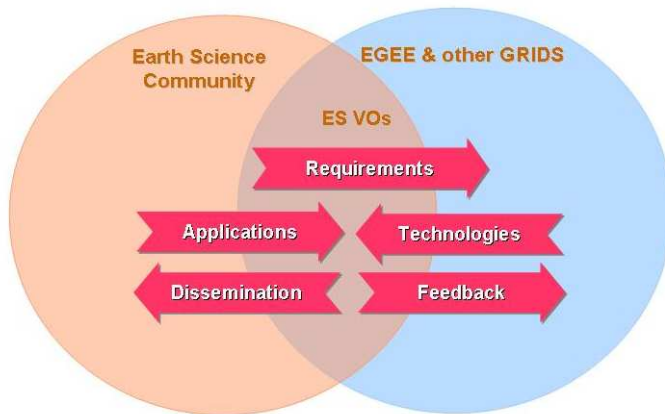 Earth Science
Community
EGEE & other GRIDS
ES VOs
Requirements
Applications
Technologies
Dissemination
Feedback